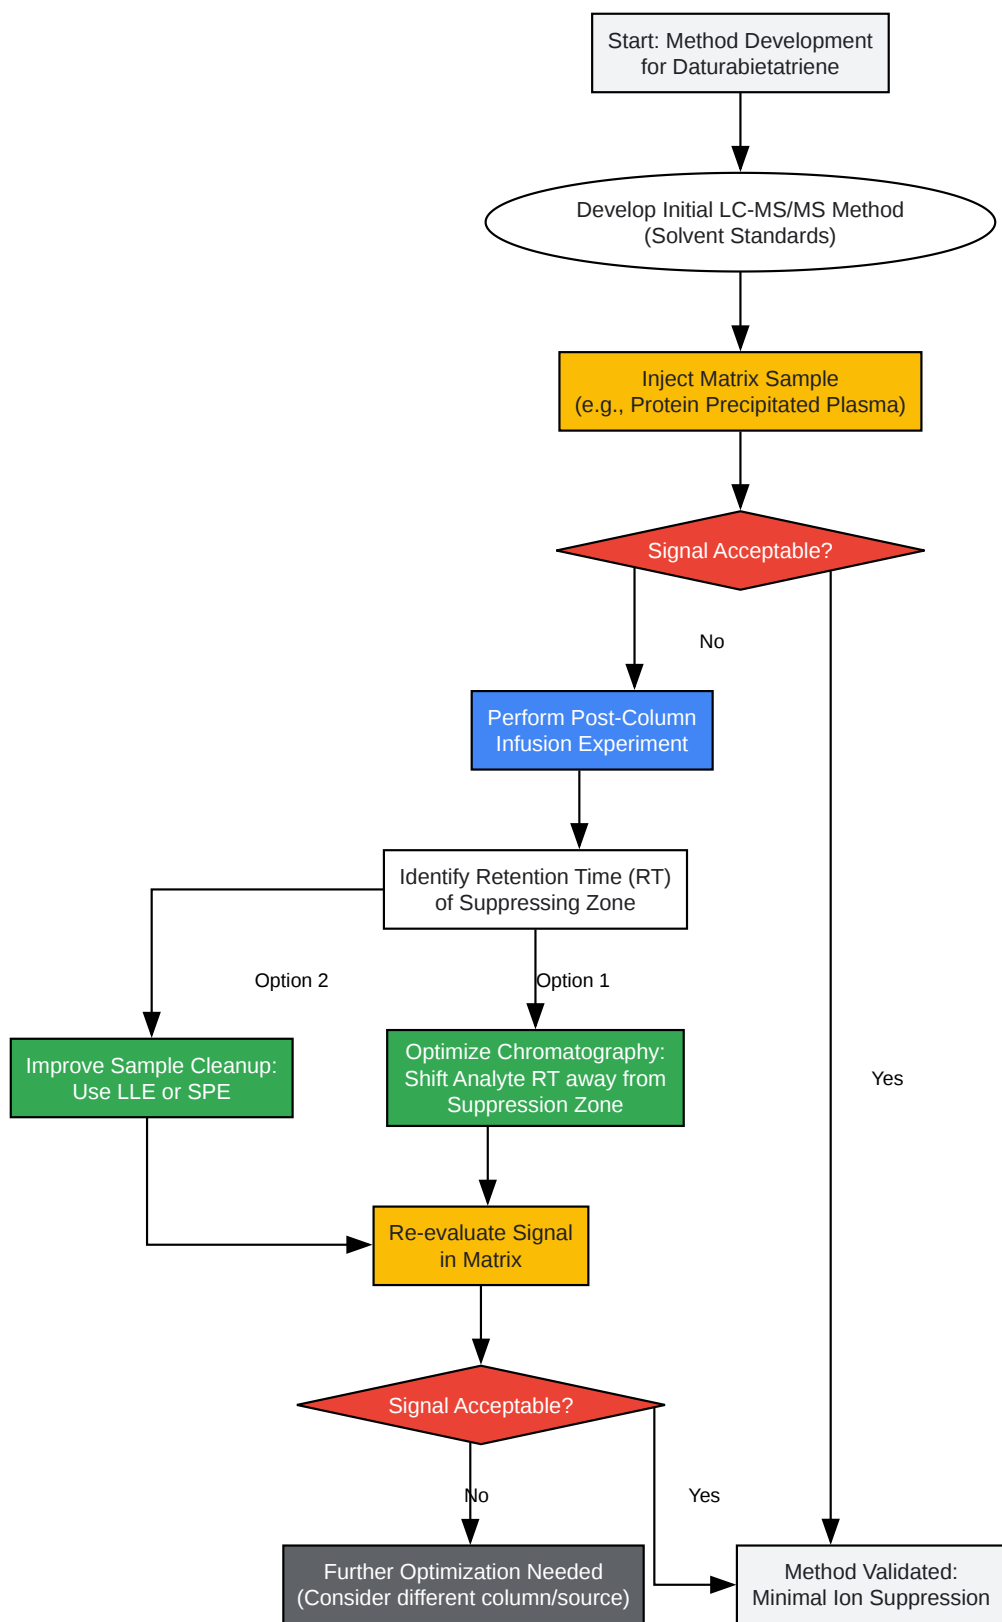 Start: Method Development
for Daturabietatriene
Develop Initial LC-MS/MS Method
(Solvent Standards)
Inject Matrix Sample
(e.g., Protein Precipitated Plasma)
Signal Acceptable?
No
Perform Post-Column
Infusion Experiment
Identify Retention Time (RT)
of Suppressing Zone
Option 2
Option 1
Improve Sample Cleanup:
Use LLE or SPE
Optimize Chromatography:
Shift Analyte RT away from
Suppression Zone
Yes
Re-evaluate Signal
in Matrix
Signal Acceptable?
No
Yes
Further Optimization Needed
(Consider different column/source)
Method Validated:
Minimal Ion Suppression